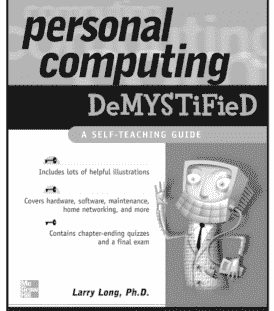 personal
computing
DeMYSTiFieD
A SELF-TEACHING GUIDE
Includes lots of helpful illustrations
Covers hardware, software, maintenance,
home networking, and more
Contains chapter-ending quizzes
and a final exam
Larry Long, Ph.D.